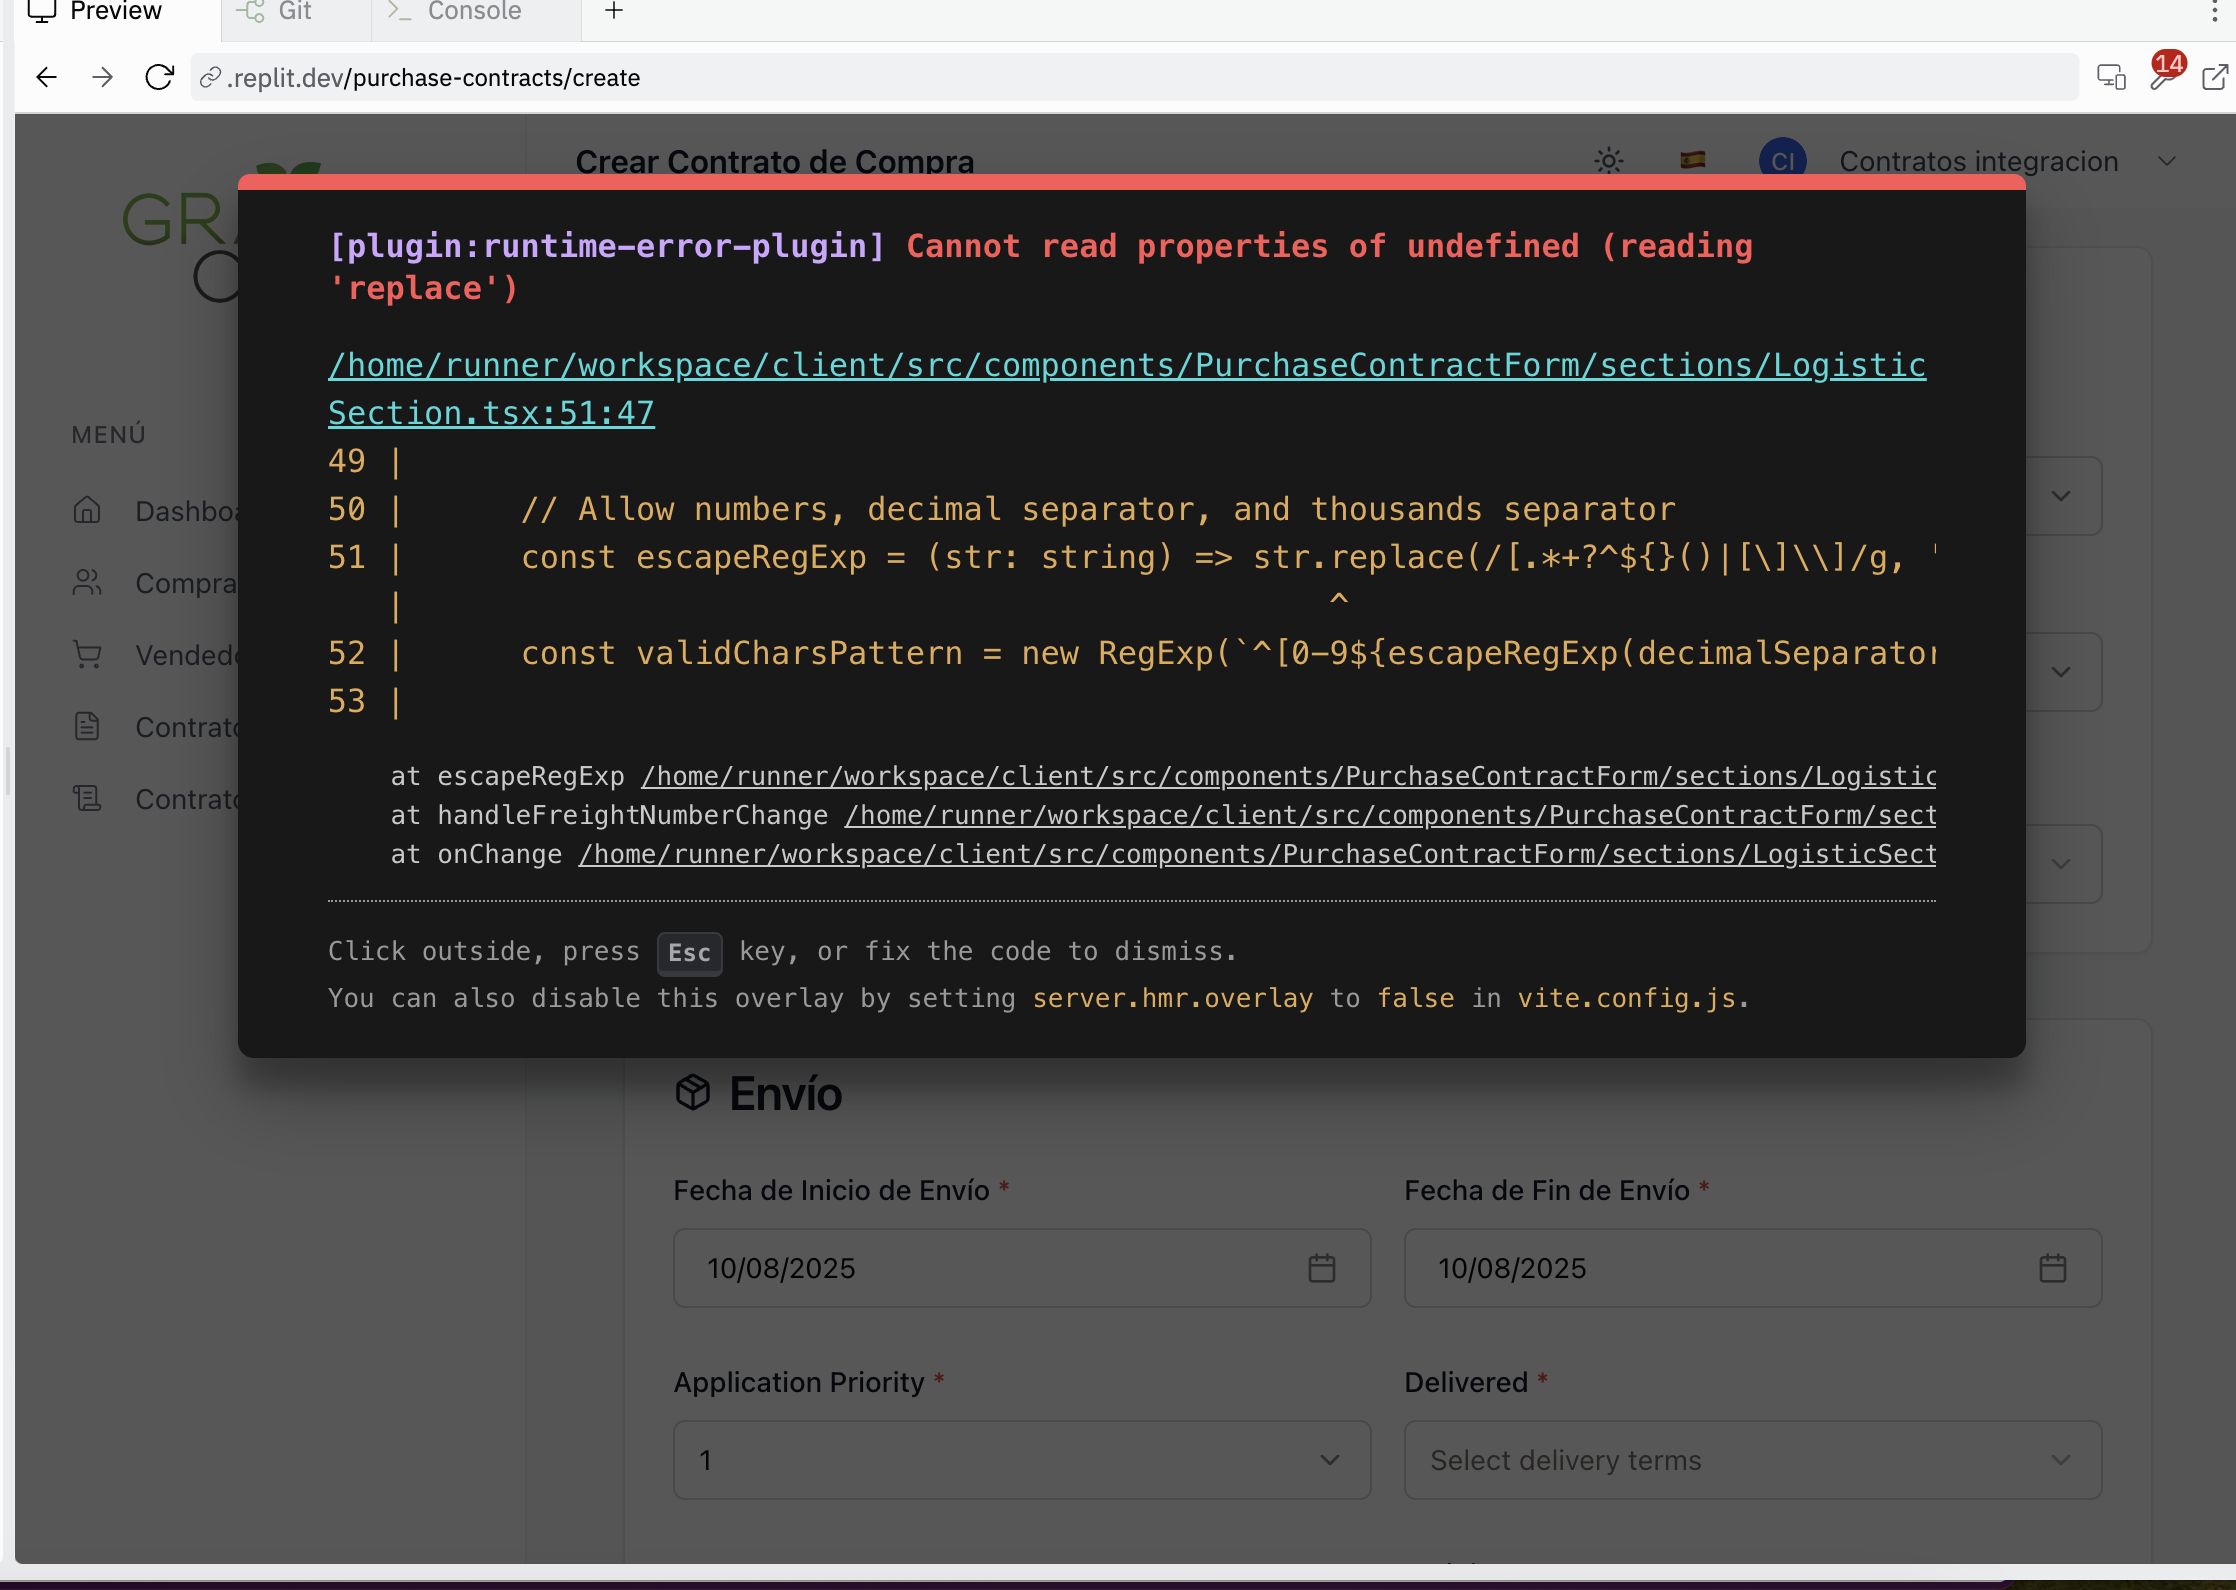 Preview
Git
Console
.replit.dev/purchase-contracts/create
14
Crear Contrato de Compra
CI
Contratos integracion
GR
[plugin:runtime-error-plugin] Cannot read properties of undefined (reading
'replace')
/home/runner/workspace/client/src/components/PurchaseContractForm/sections/Logistic
Section.tsx:51:47
49 |
50 |      // Allow numbers, decimal separator, and thousands separator
51 |      const escapeRegExp = (str: string) => str.replace(/[.*+?^${}()|[\]\\]/g, '
|                                                ^
52 |      const validCharsPattern = new RegExp(`^[0-9${escapeRegExp(decimalSeparator
53 |
at escapeRegExp /home/runner/workspace/client/src/components/PurchaseContractForm/sections/Logistic
at handleFreightNumberChange /home/runner/workspace/client/src/components/PurchaseContractForm/sect
at onChange /home/runner/workspace/client/src/components/PurchaseContractForm/sections/LogisticSect
Click outside, press Esc key, or fix the code to dismiss.
You can also disable this overlay by setting server.hmr.overlay to false in vite.config.js.
MENÚ
Dashboa
Compra
Vended
Contrato
Contrato
Envío
Fecha de Inicio de Envío *
Fecha de Fin de Envío *
10/08/2025
10/08/2025
Application Priority *
Delivered *
1
Select delivery terms